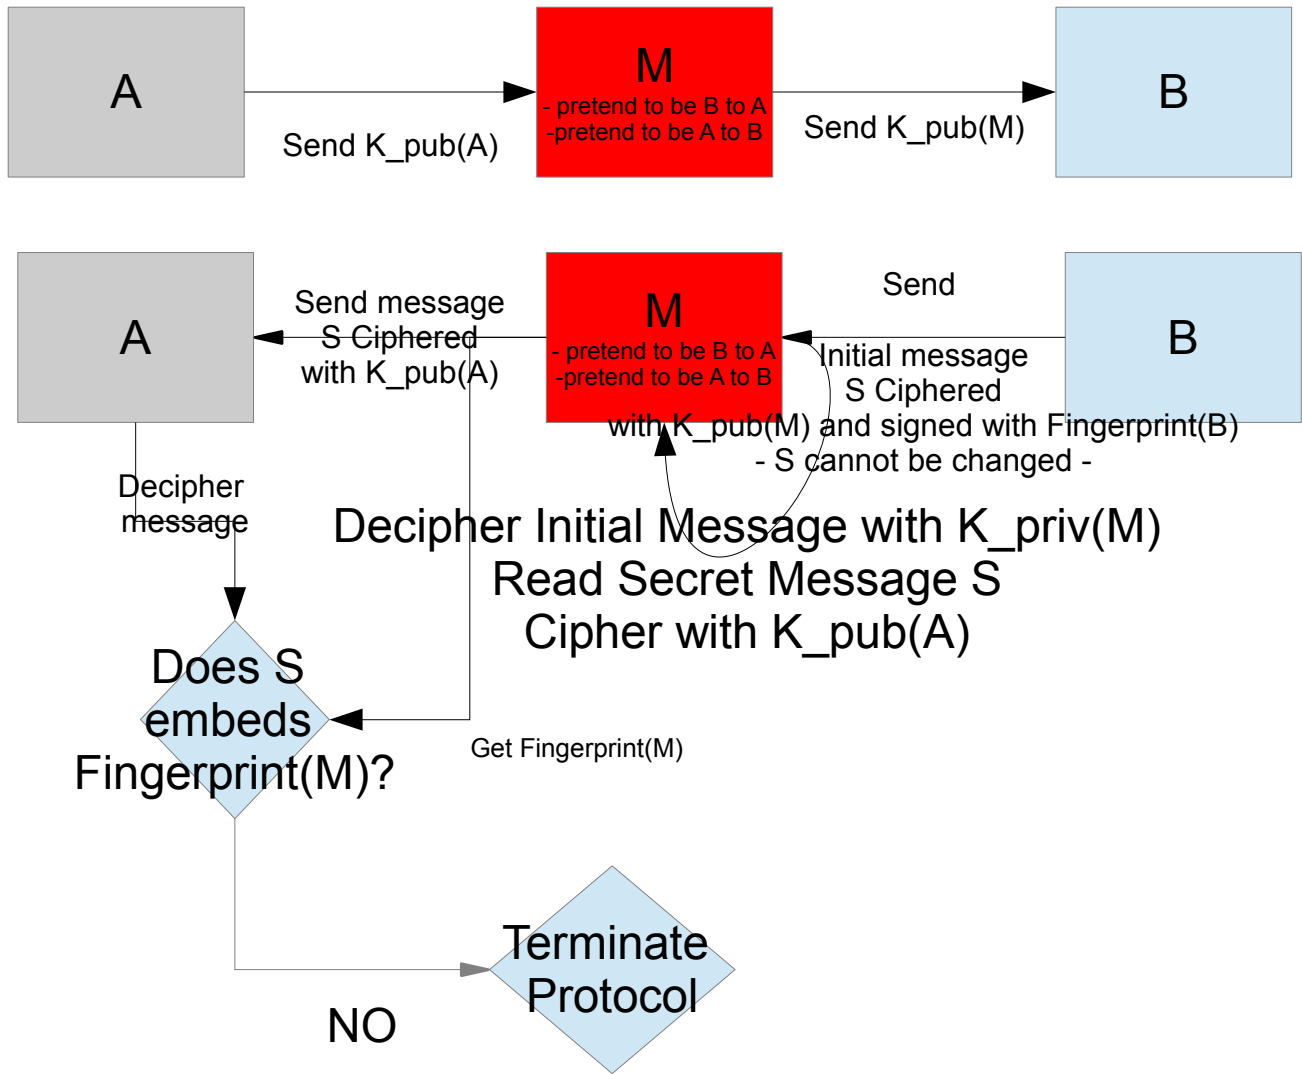 A
Send K_pub(A)
M
- pretend to be B to A
-pretend to be A to B
Send K_pub(M)
B
A
Send message
S Ciphered
with K_pub(A)
M
- pretend to be B to A
-pretend to be A to B
Send
Initial message
S Ciphered
with K_pub(M) and signed with Fingerprint(B)
- S cannot be changed -
B
Decipher
message
Decipher Initial Message with K_priv(M)
Read Secret Message S
Cipher with K_pub(A)
Does S
embeds
Fingerprint(M)?
Get Fingerprint(M)
Terminate
Protocol
NO